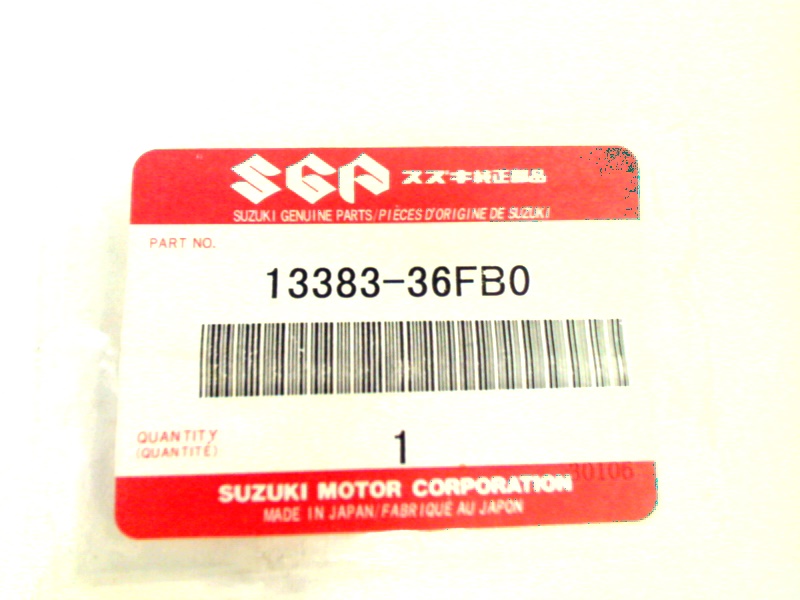 SGP スズキ純正部品
SUZUKI GENUINE PARTS/PIÈCES D'ORIGINE DE SUZUKI
PART NO.
13383-36FB0
QUANTITY
(QUANTITÉ)
1
30106
SUZUKI MOTOR CORPORATION
MADE IN JAPAN/FABRIQUÉ AU JAPON